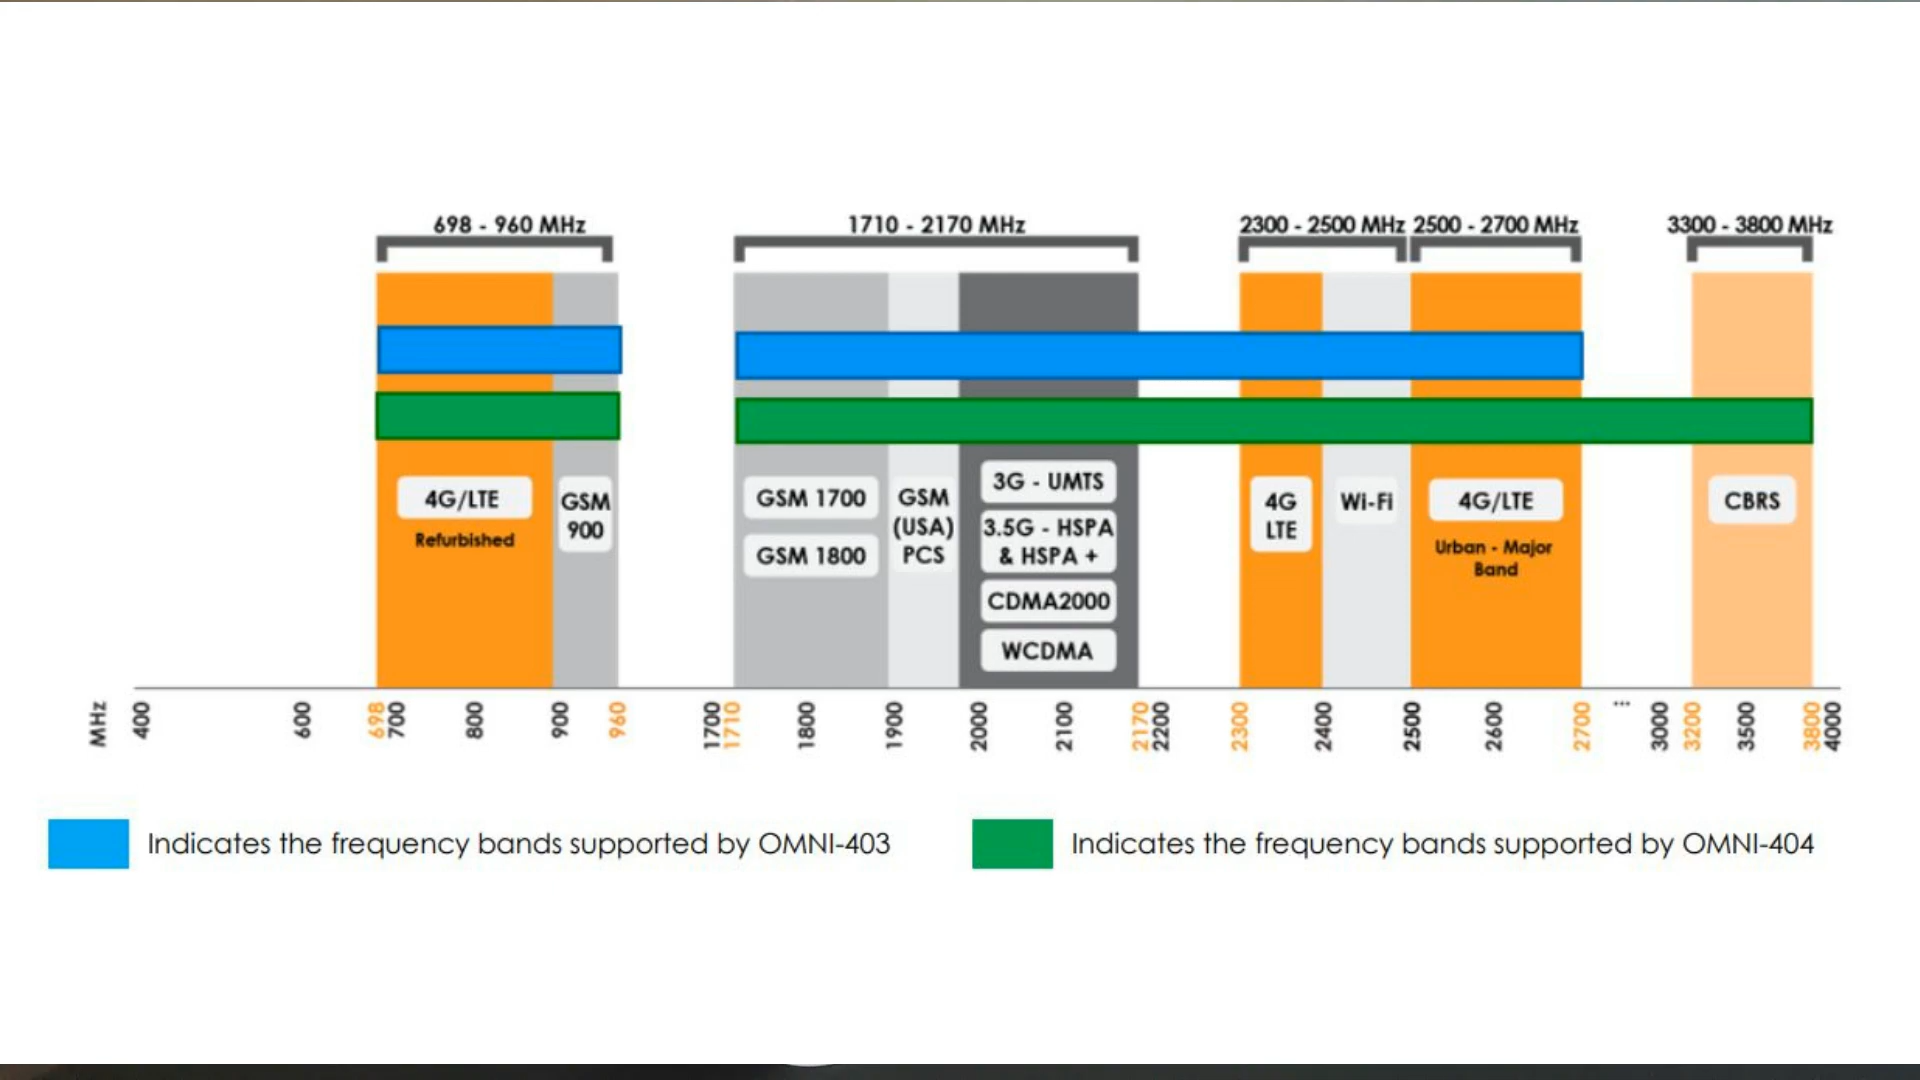 698 - 960 MHz
1710 - 2170 MHz
2300 - 2500 MHz
2500 - 2700 MHz
3300 - 3800 MHz
4G/LTE
Refurbished
GSM
900
GSM 1700
GSM 1800
GSM
(USA)
PCS
3G - UMTS
3.5G - HSPA
& HSPA +
CDMA2000
WCDMA
4G
LTE
Wi-Fi
4G/LTE
Urban - Major
Band
CBRS
MHz
400
600
698
700
800
900
960
1700
1710
1800
1900
2000
2100
2170
2200
2300
2400
2500
2600
2700
...
3000
3200
3500
3800
4000
Indicates the frequency bands supported by OMNI-403
Indicates the frequency bands supported by OMNI-404